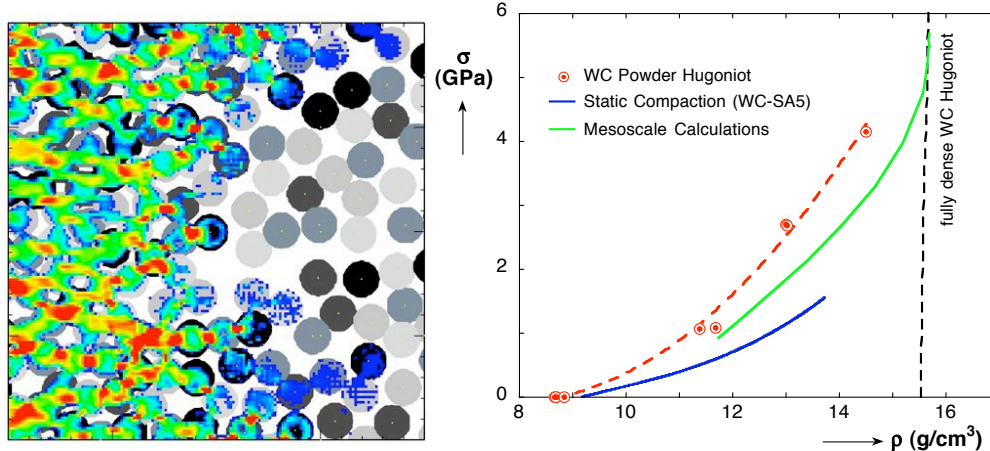 σ
(GPa)
6
4
2
0
WC Powder Hugoniot
Static Compaction (WC-SA5)
Mesoscale Calculations
fully dense WC Hugoniot
8
10
12
14
16
ρ (g/cm³)